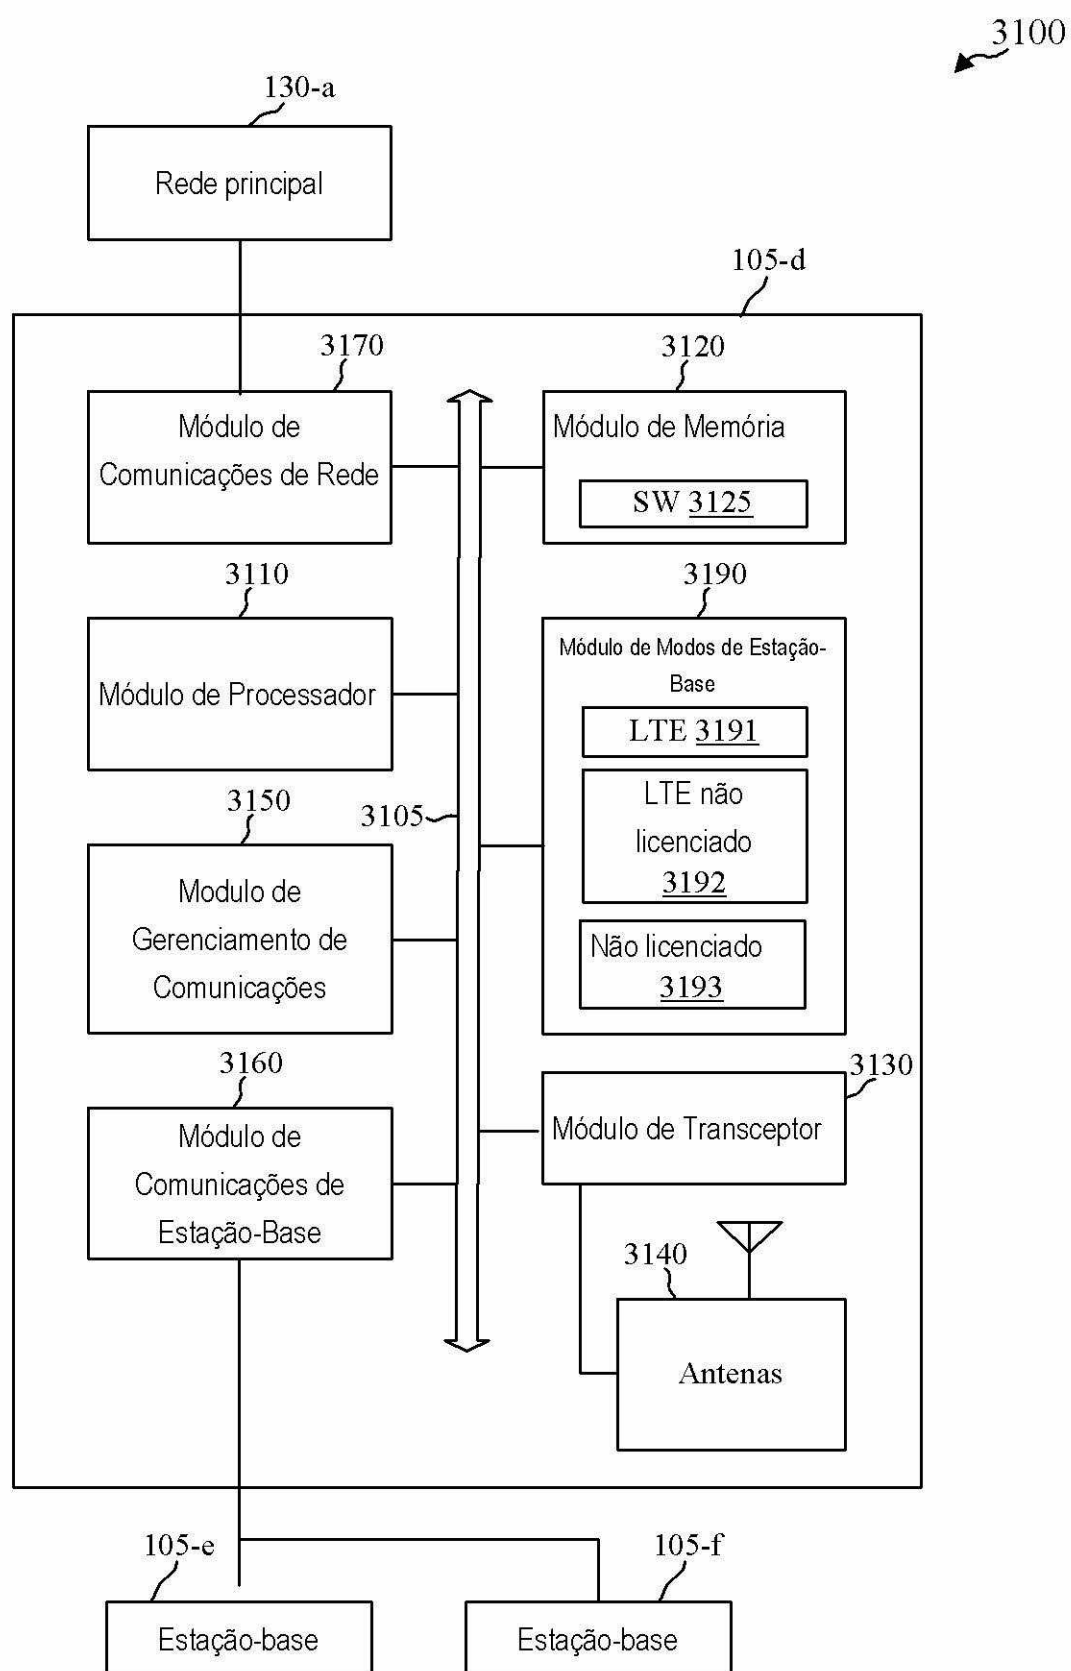 3100
130-a
Rede principal
105-d
3170
Módulo de
Comunicações de Rede
3120
Módulo de Memória
SW 3125
3110
Módulo de Processador
3190
Módulo de Modos de Estação-
Base
LTE 3191
LTE não
licenciado
3192
Não licenciado
3193
3105
3150
Modulo de
Gerenciamento de
Comunicações
3160
Módulo de
Comunicações de
Estação-Base
3130
Módulo de Transceptor
3140
Antenas
105-e
Estação-base
105-f
Estação-base